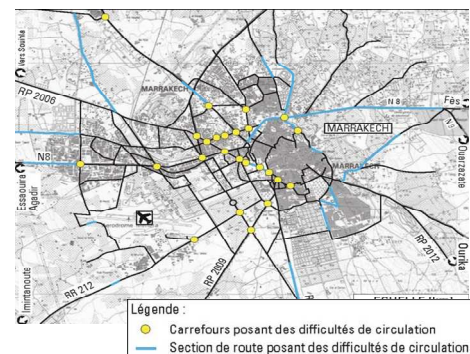 Vers Souihla
RP 2006
MARRAKECH
N 8
Fès
MARRAKECH
Ouarzazate
MARRAKECH
N8
Essaouira
Agadir
RP 2009
RP 2012
Ourika
RR 212
Imintanoute
Légende :
Carrefours posant des difficultés de circulation
Section de route posant des difficultés de circulation